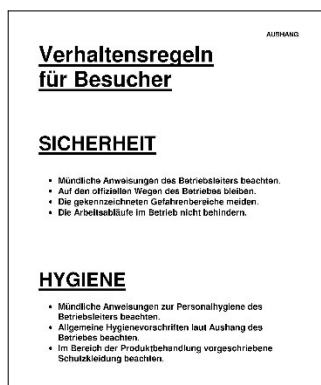 AUSHANG
Verhaltensregeln
für Besucher
SICHERHEIT
• Mündliche Anweisungen des Betriebsleiters beachten.
• Auf den offiziellen Wegen des Betriebes bleiben.
• Die gekennzeichneten Gefahrenbereiche meiden.
• Die Arbeitsabläufe im Betrieb nicht behindern.
HYGIENE
• Mündliche Anweisungen zur Personalhygiene des
Betriebsleiters beachten.
• Allgemeine Hygienevorschriften laut Aushang des
Betriebes beachten.
• Im Bereich der Produktbehandlung vorgeschriebene
Schutzkleidung beachten.